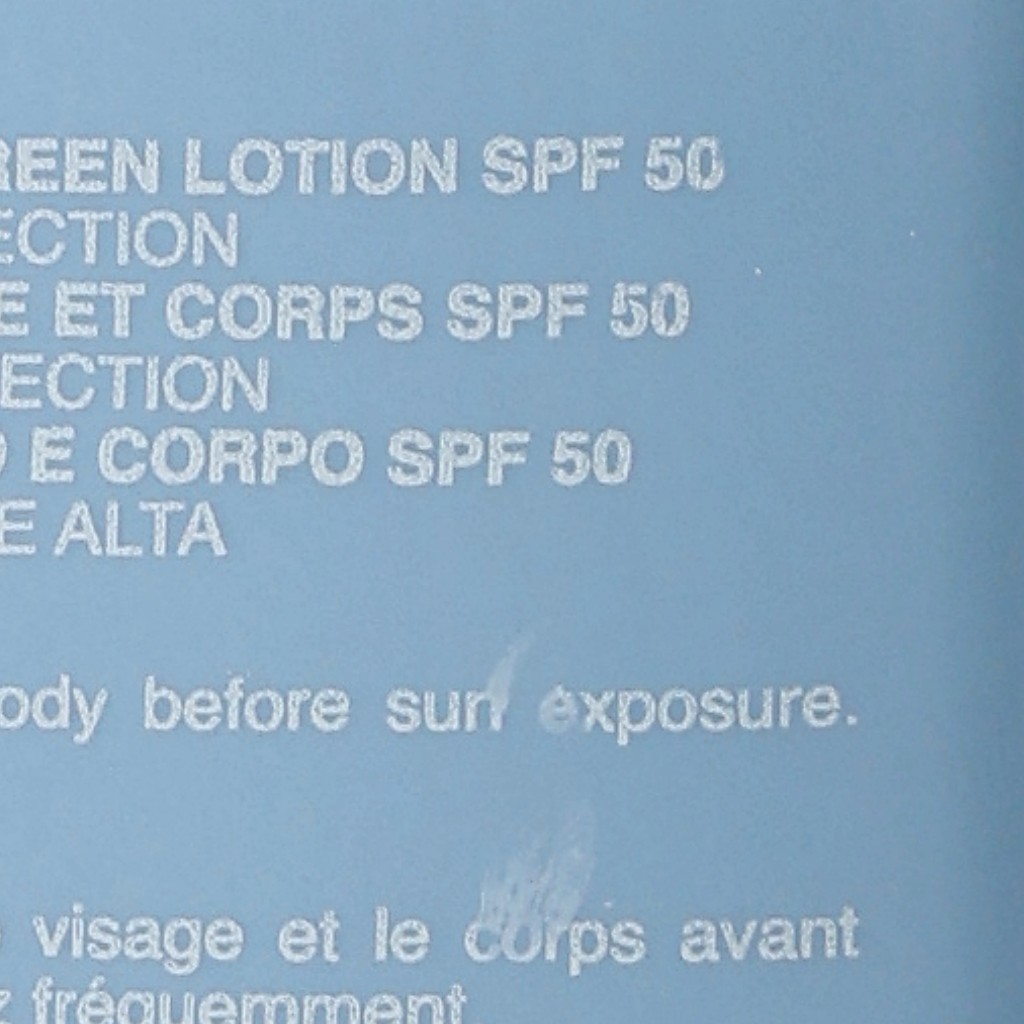 REEN LOTION SPF 50
ECTION
E ET CORPS SPF 50
ECTION
E CORPO SPF 50
E ALTA
ody before sun exposure.
visage et le corps avant
fréquemment